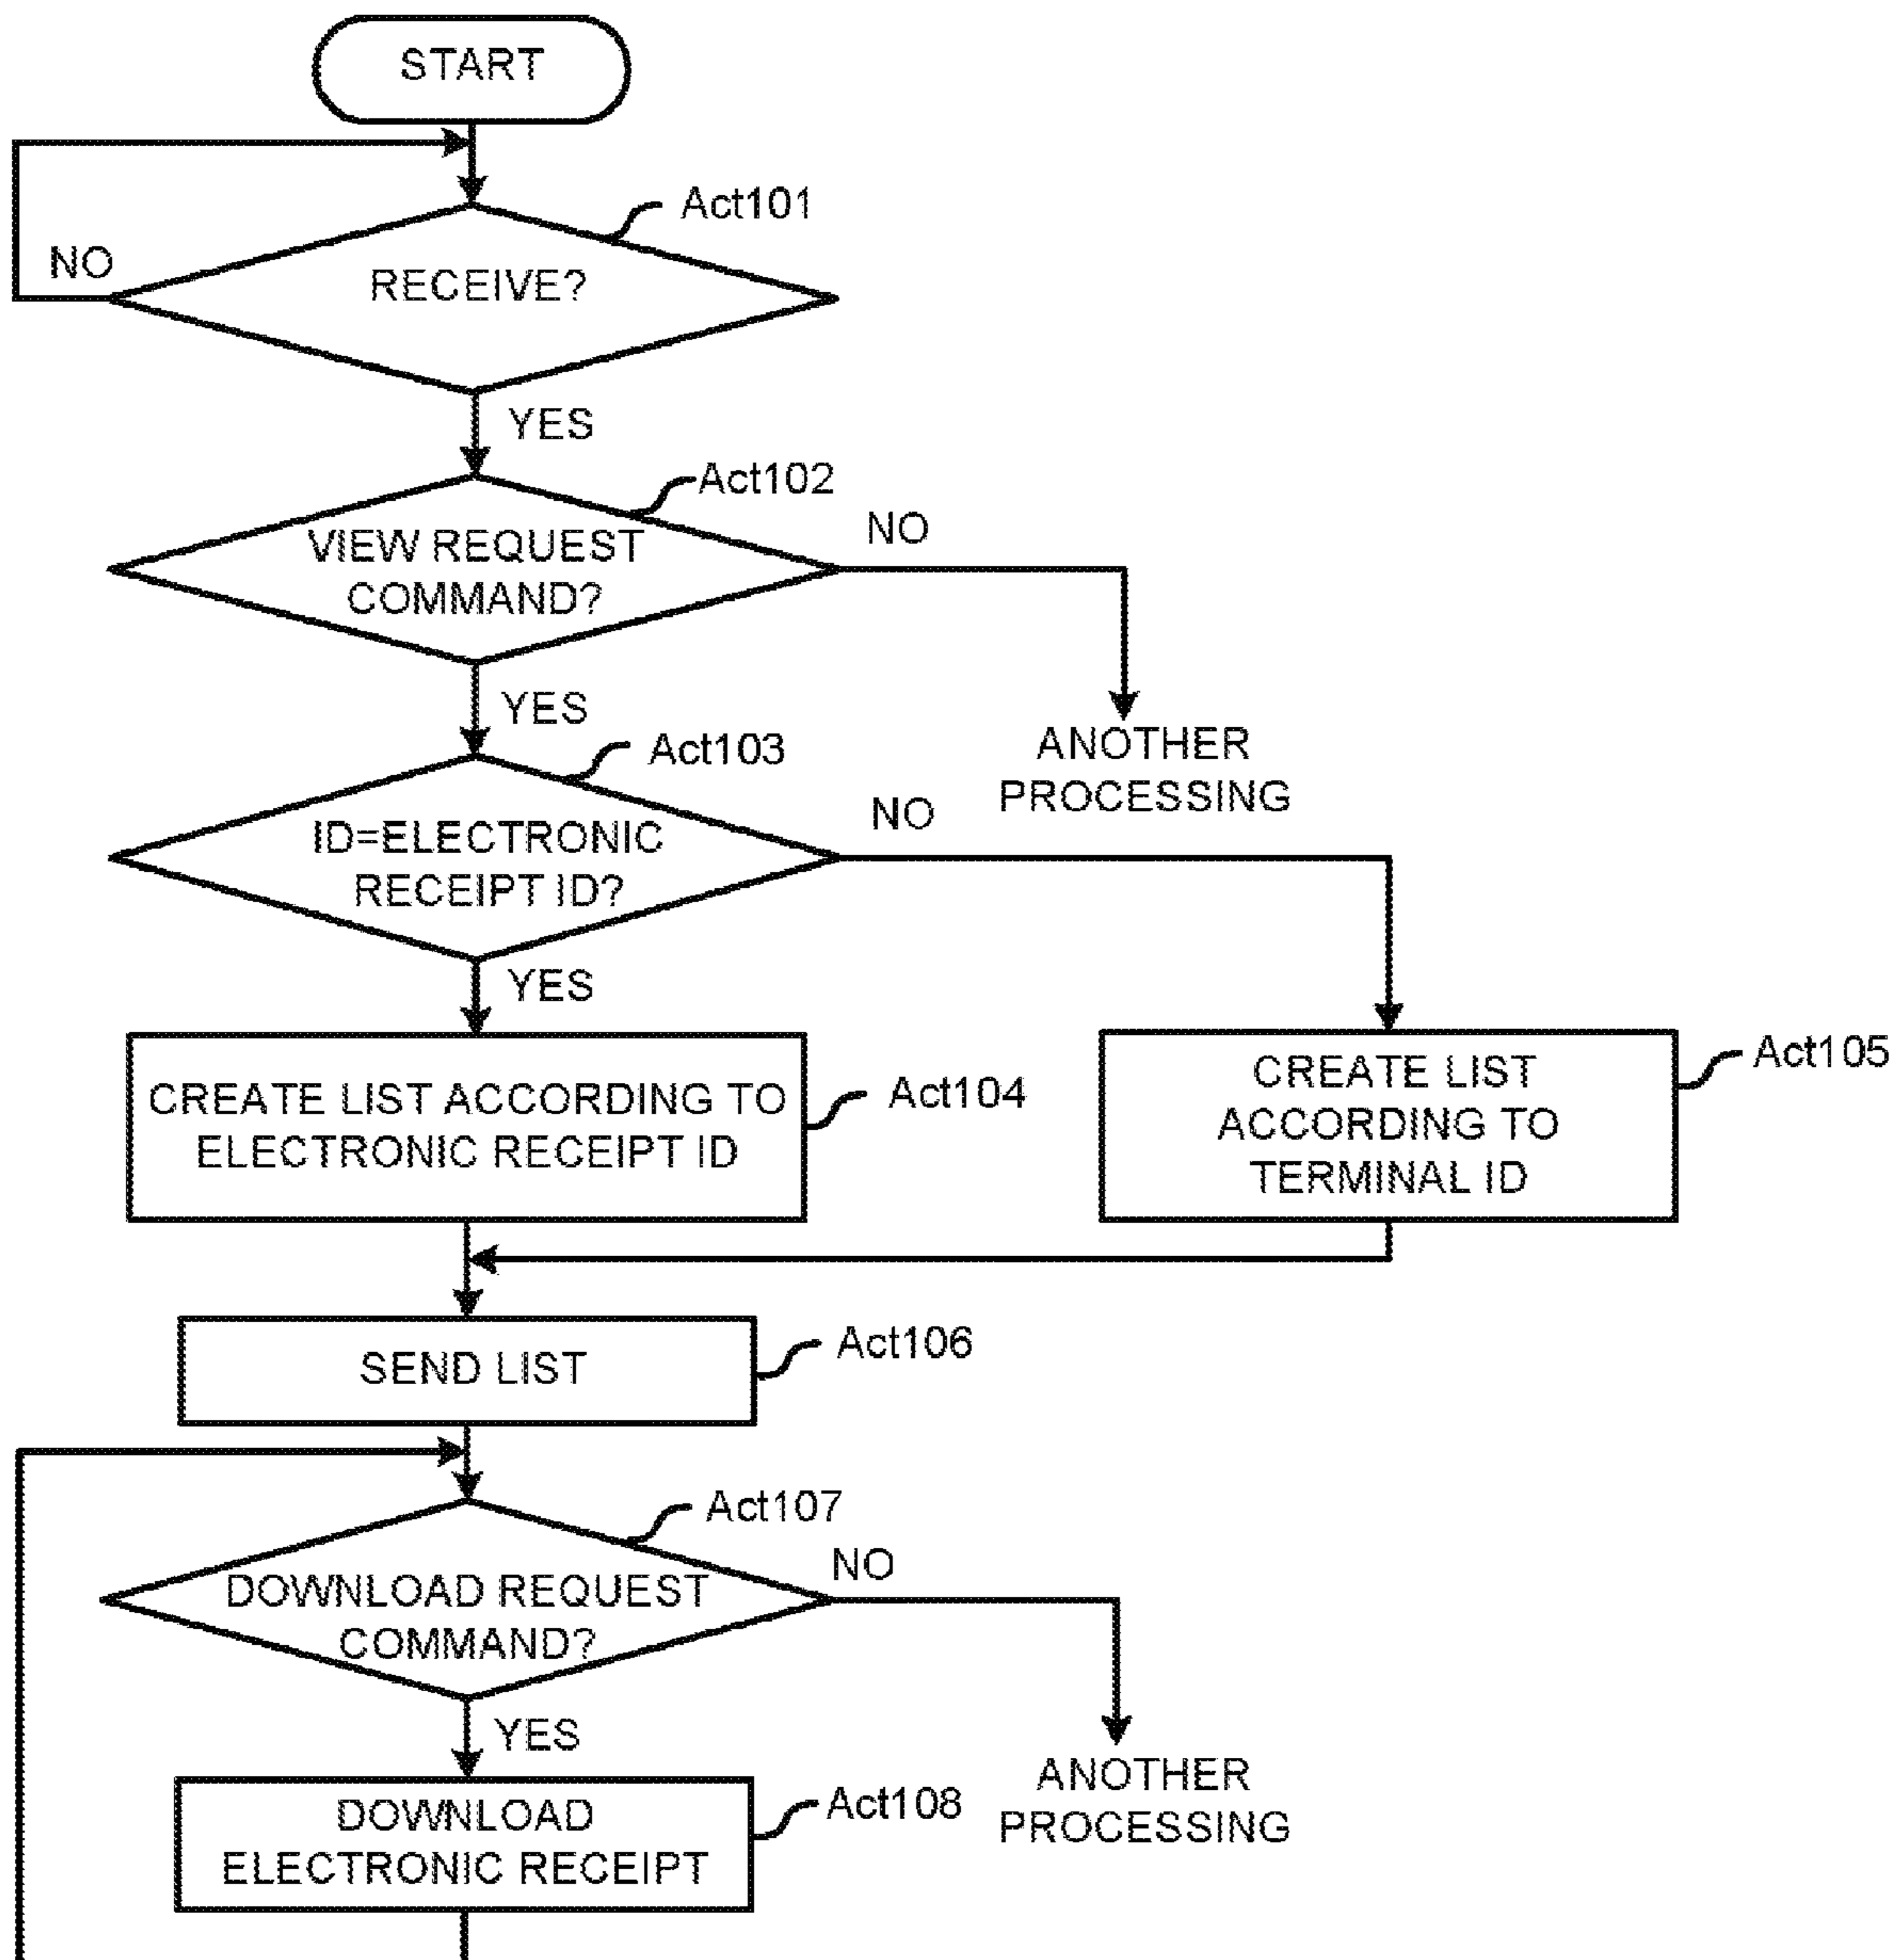 START
Act101
NO
RECEIVE?
YES
Act102
NO
VIEW REQUEST
COMMAND?
YES
ANOTHER
PROCESSING
Act103
NO
ID=ELECTRONIC
RECEIPT ID?
YES
CREATE LIST ACCORDING TO
ELECTRONIC RECEIPT ID
Act104
CREATE LIST
ACCORDING TO
TERMINAL ID
Act105
SEND LIST
Act106
Act107
NO
DOWNLOAD REQUEST
COMMAND?
YES
ANOTHER
PROCESSING
DOWNLOAD
ELECTRONIC RECEIPT
Act108